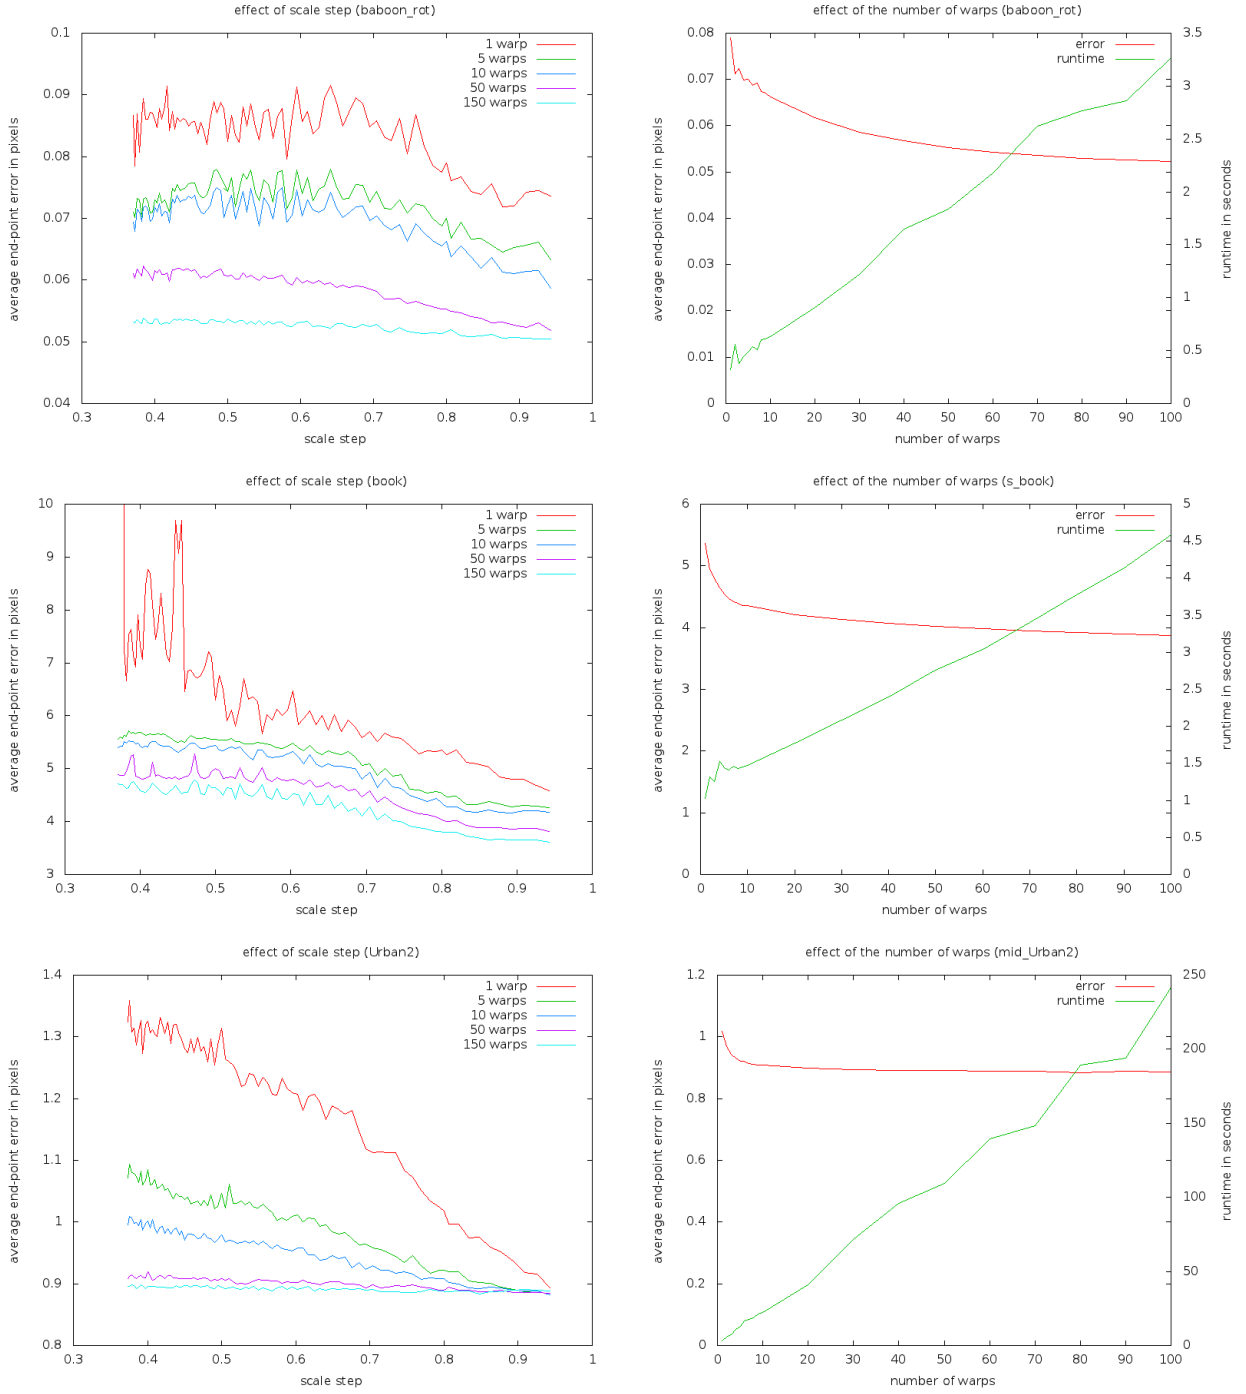 effect of scale step (baboon_rot)
average end-point error in pixels
0.1
0.09
0.08
0.07
0.06
0.05
0.04
0.3 0.4 0.5 0.6 0.7 0.8 0.9 1
scale step
1 warp
5 warps
10 warps
50 warps
150 warps
effect of the number of warps (baboon_rot)
average end-point error in pixels
0.08
0.07
0.06
0.05
0.04
0.03
0.02
0.01
0
0 10 20 30 40 50 60 70 80 90 100
number of warps
3.5
3
2.5
2
1.5
1
0.5
0
runtime in seconds
error
runtime
effect of scale step (book)
average end-point error in pixels
10
9
8
7
6
5
4
3
0.3 0.4 0.5 0.6 0.7 0.8 0.9 1
scale step
1 warp
5 warps
10 warps
50 warps
150 warps
effect of the number of warps (s_book)
average end-point error in pixels
6
5
4
3
2
1
0
0 10 20 30 40 50 60 70 80 90 100
number of warps
5
4.5
4
3.5
3
2.5
2
1.5
1
0.5
0
runtime in seconds
error
runtime
effect of scale step (Urban2)
average end-point error in pixels
1.4
1.3
1.2
1.1
1
0.9
0.8
0.3 0.4 0.5 0.6 0.7 0.8 0.9 1
scale step
1 warp
5 warps
10 warps
50 warps
150 warps
effect of the number of warps (mid_Urban2)
average end-point error in pixels
1.2
1
0.8
0.6
0.4
0.2
0
0 10 20 30 40 50 60 70 80 90 100
number of warps
250
200
150
100
50
0
runtime in seconds
error
runtime